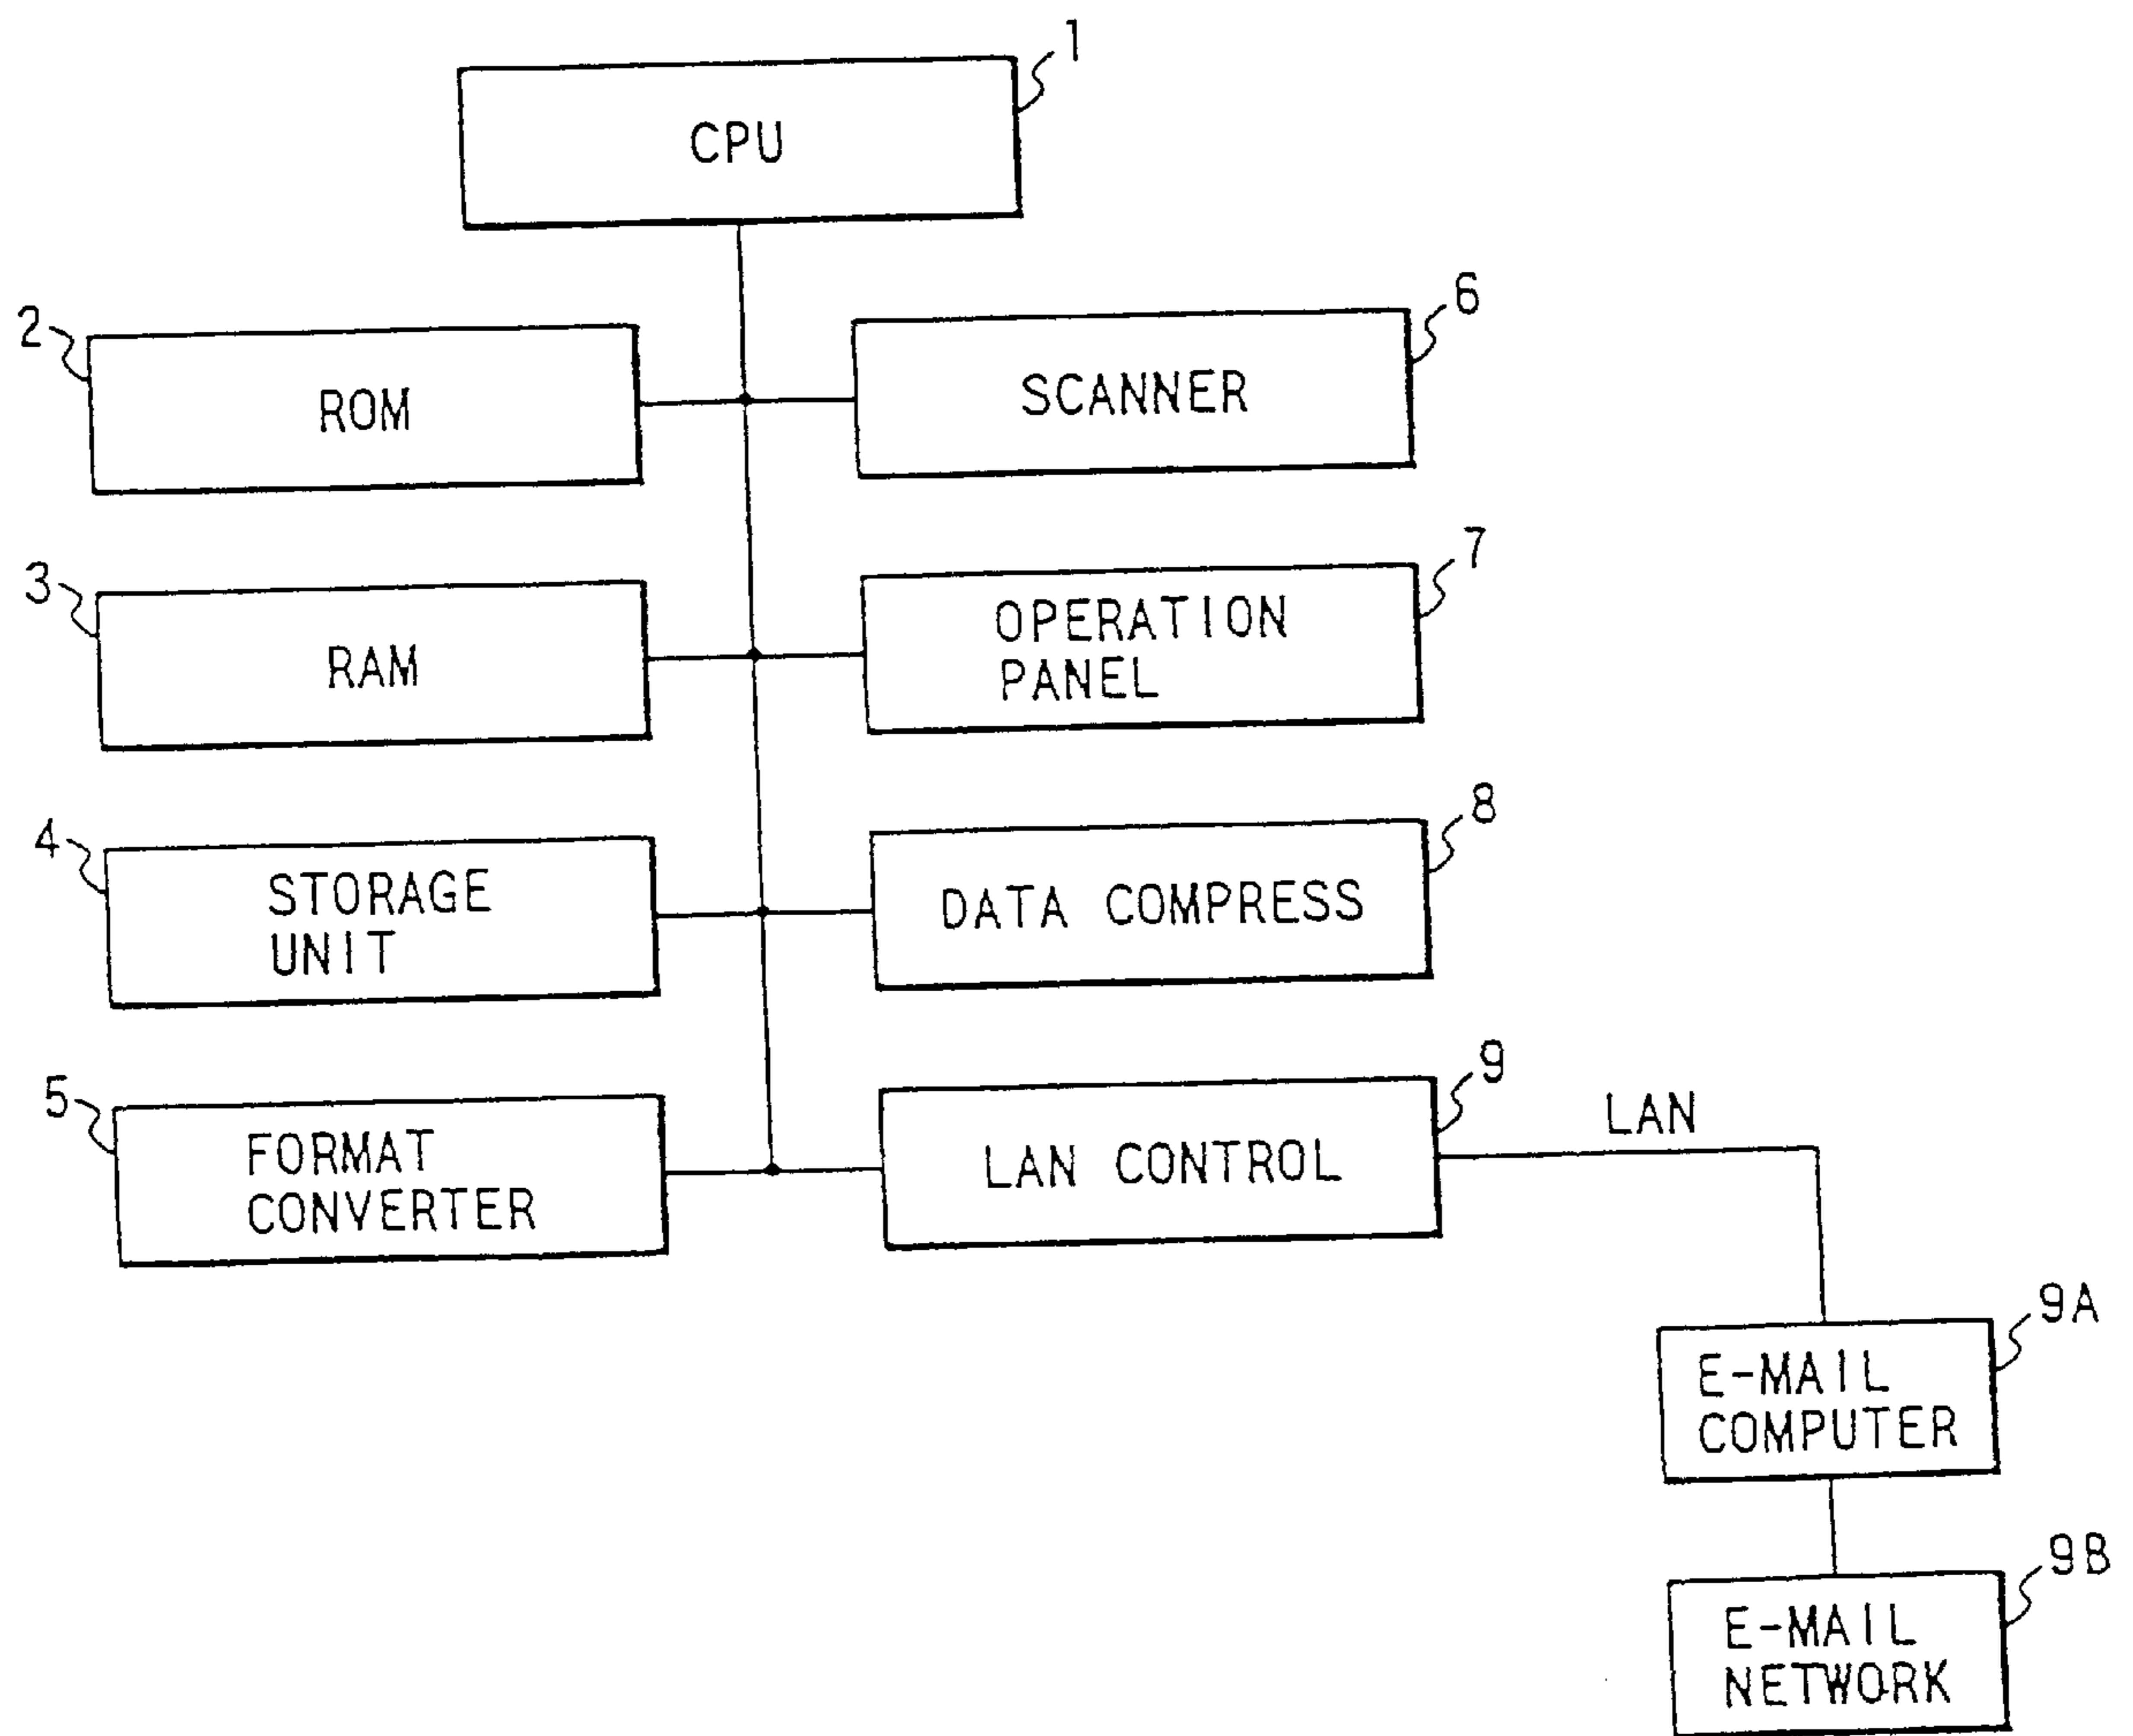 1
CPU
2
ROM
6
SCANNER
3
RAM
7
OPERATION
PANEL
4
STORAGE
UNIT
8
DATA COMPRESS
5
FORMAT
CONVERTER
9
LAN CONTROL
LAN
9A
E-MAIL
COMPUTER
9B
E-MAIL
NETWORK